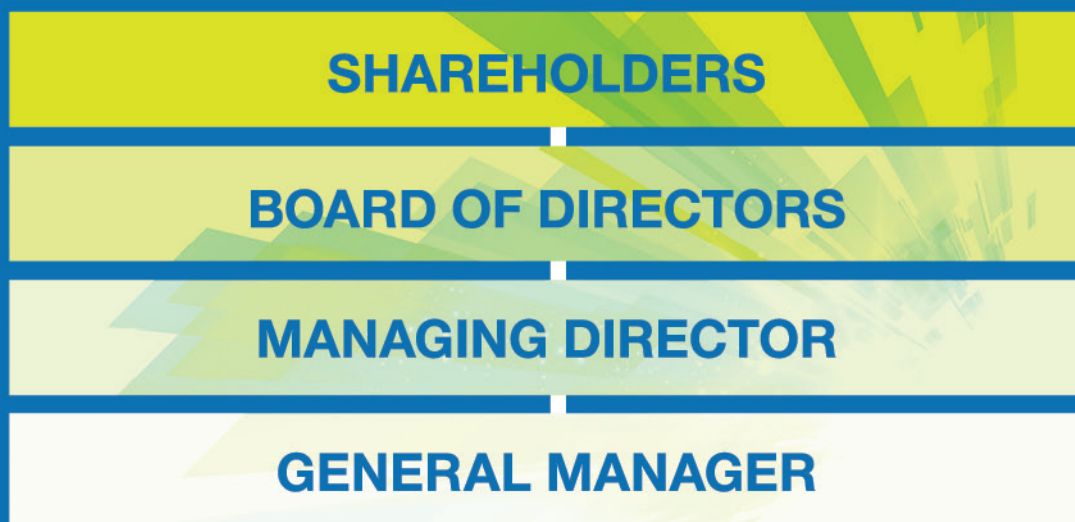 SHAREHOLDERS
BOARD OF DIRECTORS
MANAGING DIRECTOR
GENERAL MANAGER